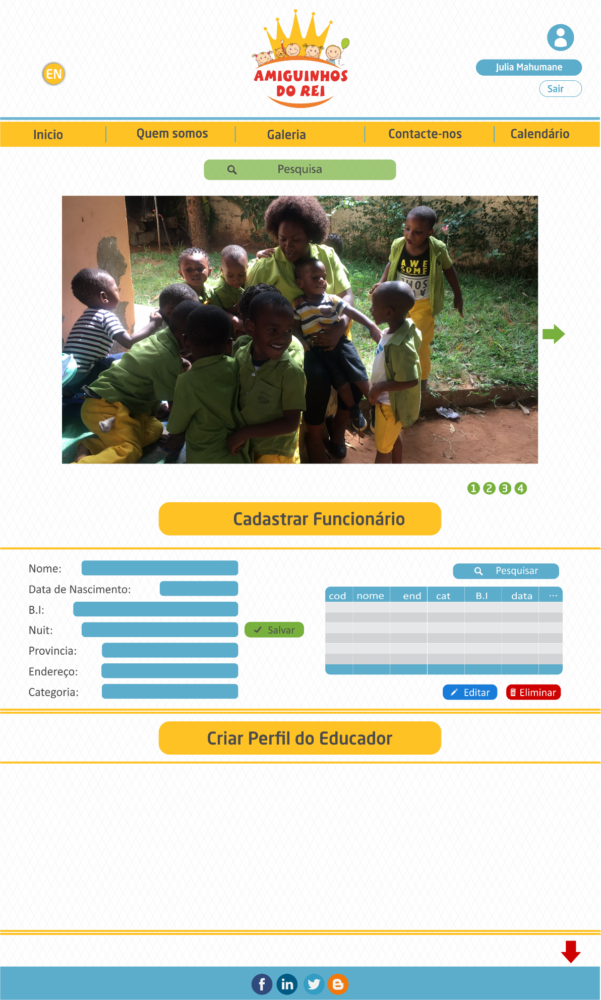 EN
AMIGUINHOS
DO REI
Julia Mahumane
Sair
Inicio
Quem somos
Galeria
Contacte-nos
Calendário
Pesquisa
AWE
SOME
1 2 3 4
Cadastrar Funcionário
Nome:
Data de Nascimento:
B.I:
Nuit:
Salvar
Provincia:
Endereço:
Categoria:
Pesquisar
cod nome end cat B.I data ...
Editar
Eliminar
Criar Perfil do Educador
f in